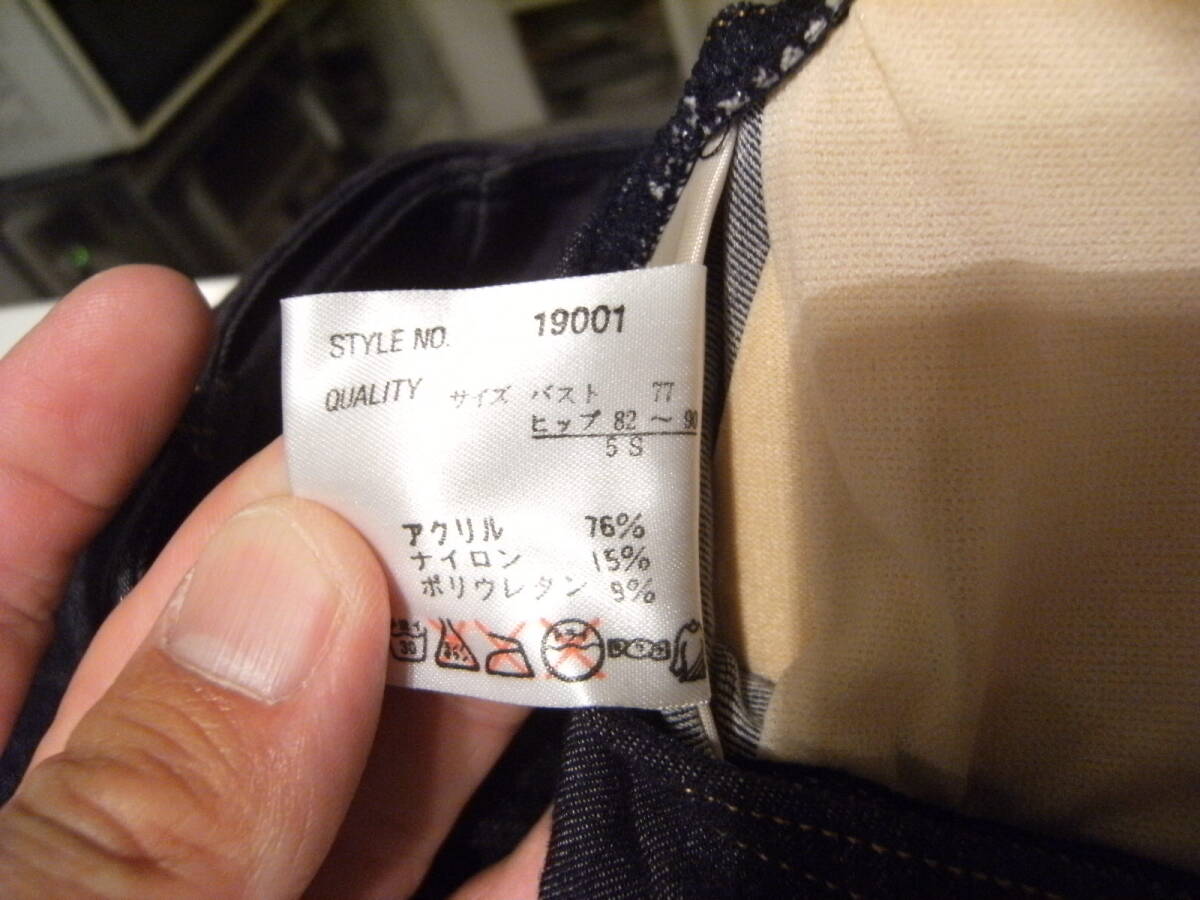 STYLE NO. 19001
QUALITY サイズ バスト 77
ヒップ 82 ～ 90
5 S
アクリル 76%
ナイロン 15%
ポリウレタン 9%
30